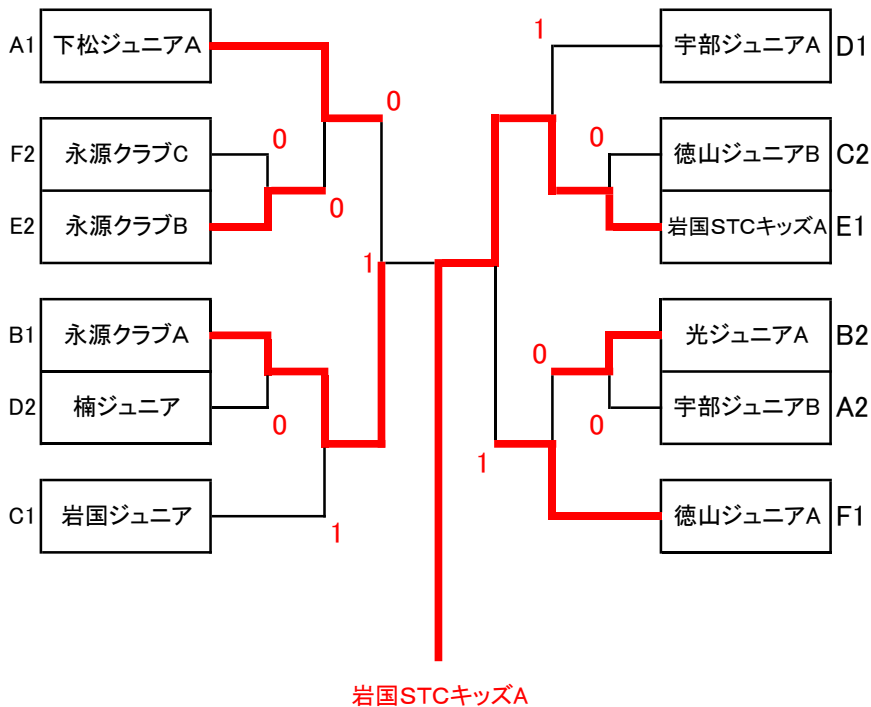 A1 下松ジュニアA
F2 永源クラブC
E2 永源クラブB
B1 永源クラブA
D2 楠ジュニア
C1 岩国ジュニア
0
0
0
1
0
1
1
0
0
0
1
宇部ジュニアA D1
徳山ジュニアB C2
岩国STCキッズA E1
光ジュニアA B2
宇部ジュニアB A2
徳山ジュニアA F1
岩国STCキッズA